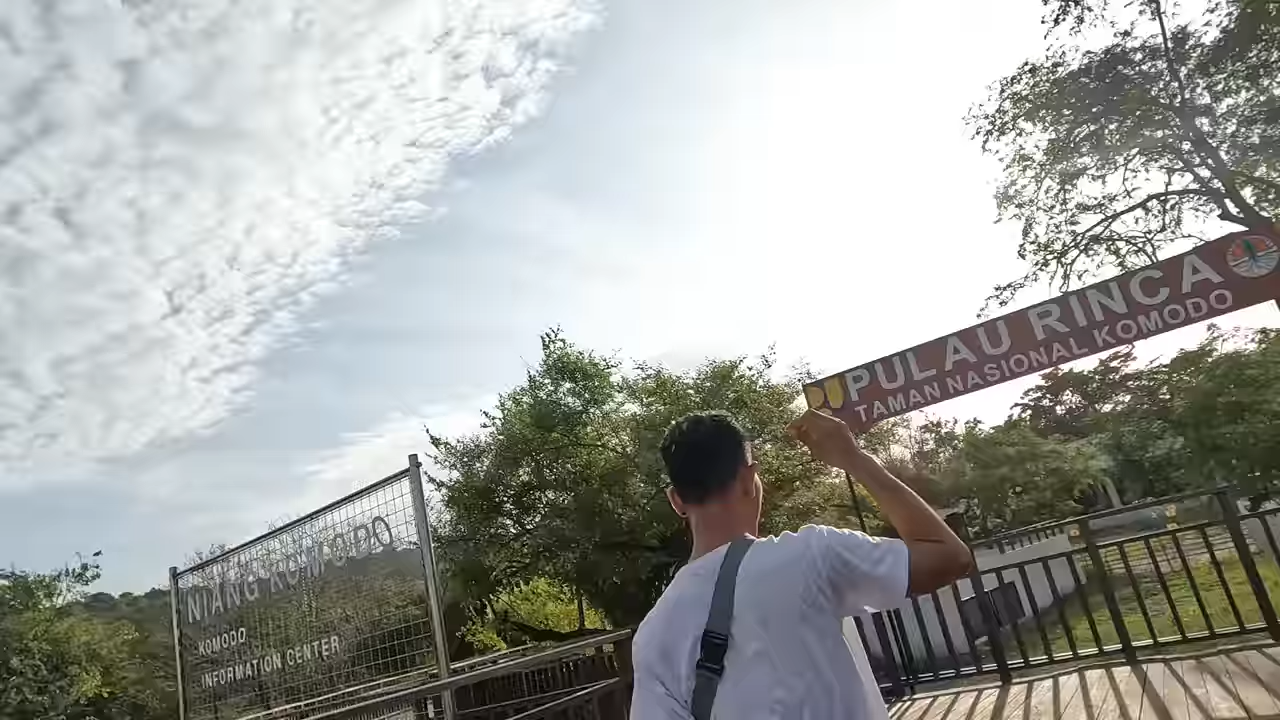 NIANG KOMODO
KOMODO
INFORMATION CENTER
PULAU RINCA
TAMAN NASIONAL KOMODO